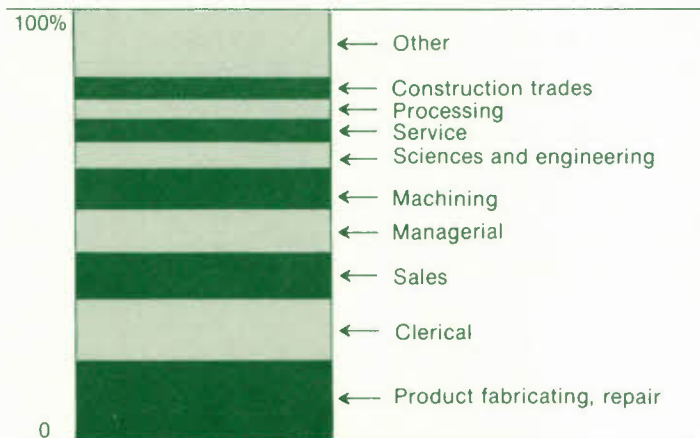 100%
Other
Construction trades
Processing
Service
Sciences and engineering
Machining
Managerial
Sales
Clerical
Product fabricating, repair
0